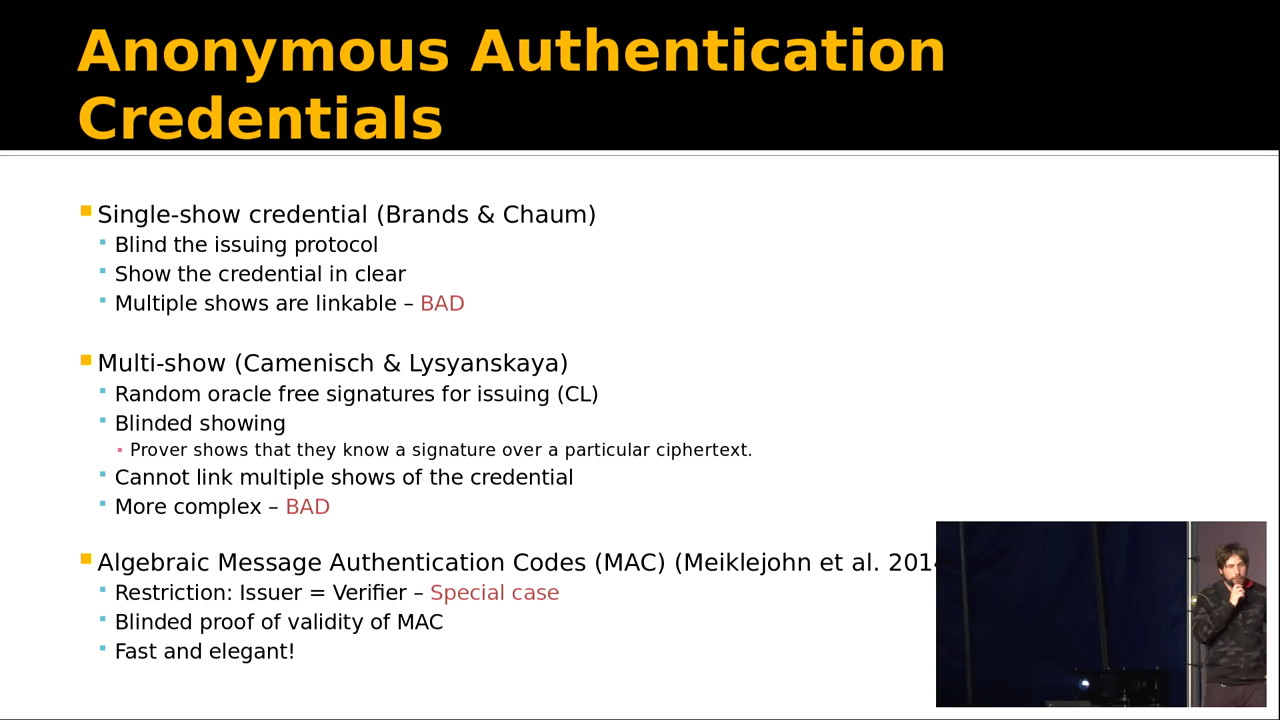 Anonymous Authentication
Credentials
Single-show credential (Brands & Chaum)
Blind the issuing protocol
Show the credential in clear
Multiple shows are linkable – BAD
Multi-show (Camenisch & Lysyanskaya)
Random oracle free signatures for issuing (CL)
Blinded showing
Prover shows that they know a signature over a particular ciphertext.
Cannot link multiple shows of the credential
More complex – BAD
Algebraic Message Authentication Codes (MAC) (Meiklejohn et al. 201
Restriction: Issuer = Verifier – Special case
Blinded proof of validity of MAC
Fast and elegant!